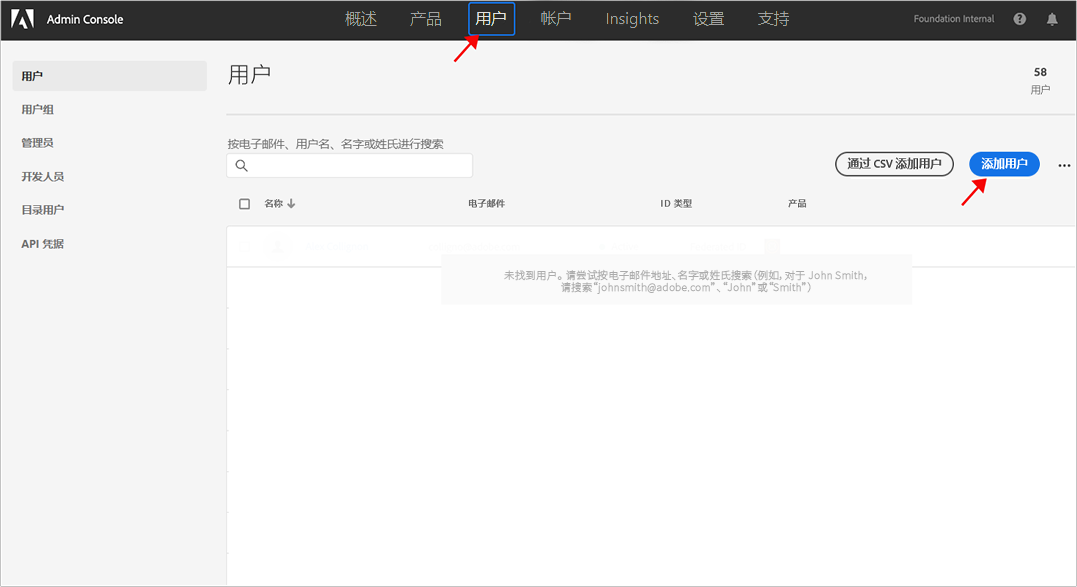 Admin Console
概述 产品 用户 帐户 Insights 设置 支持
Foundation Internal
用户
用户组
管理员
开发人员
目录用户
API 凭据
用户
58
用户
按电子邮件、用户名、名字或姓氏进行搜索
通过 CSV 添加用户
添加用户
名称 电子邮件 ID 类型 产品
未找到用户。请尝试按电子邮件地址、名字或姓氏搜索（例如，对于 John Smith，
请搜索“johnsmith@adobe.com”、“John”或“Smith”）